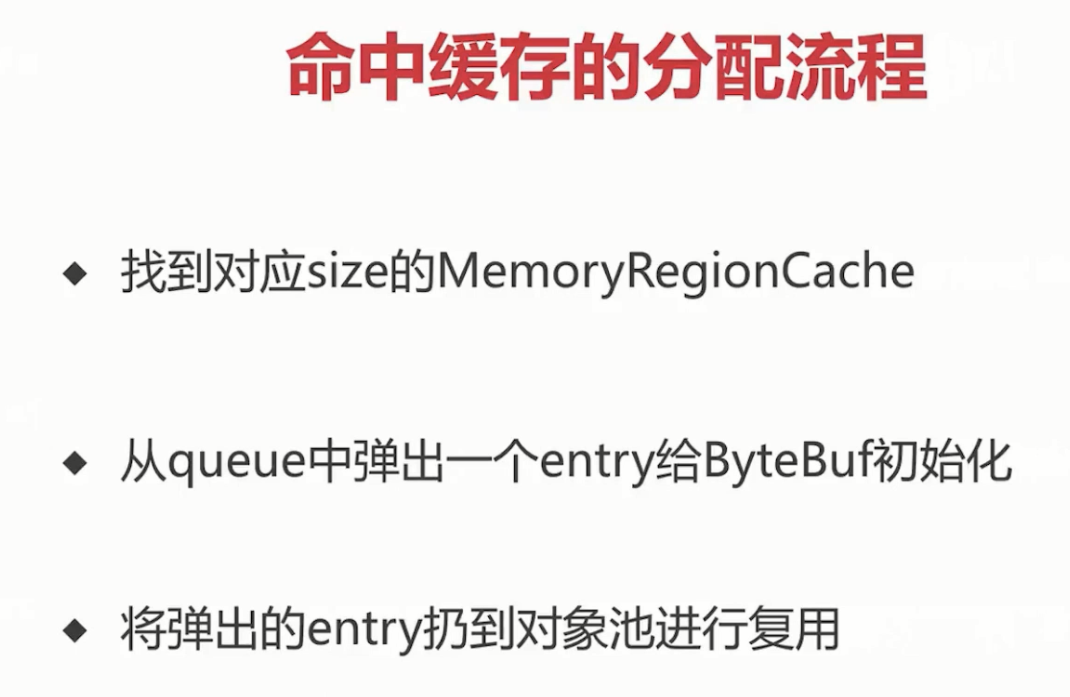 命中缓存的分配流程
找到对应size的MemoryRegionCache
从queue中弹出一个entry给ByteBuf初始化
将弹出的entry扔到对象池进行复用